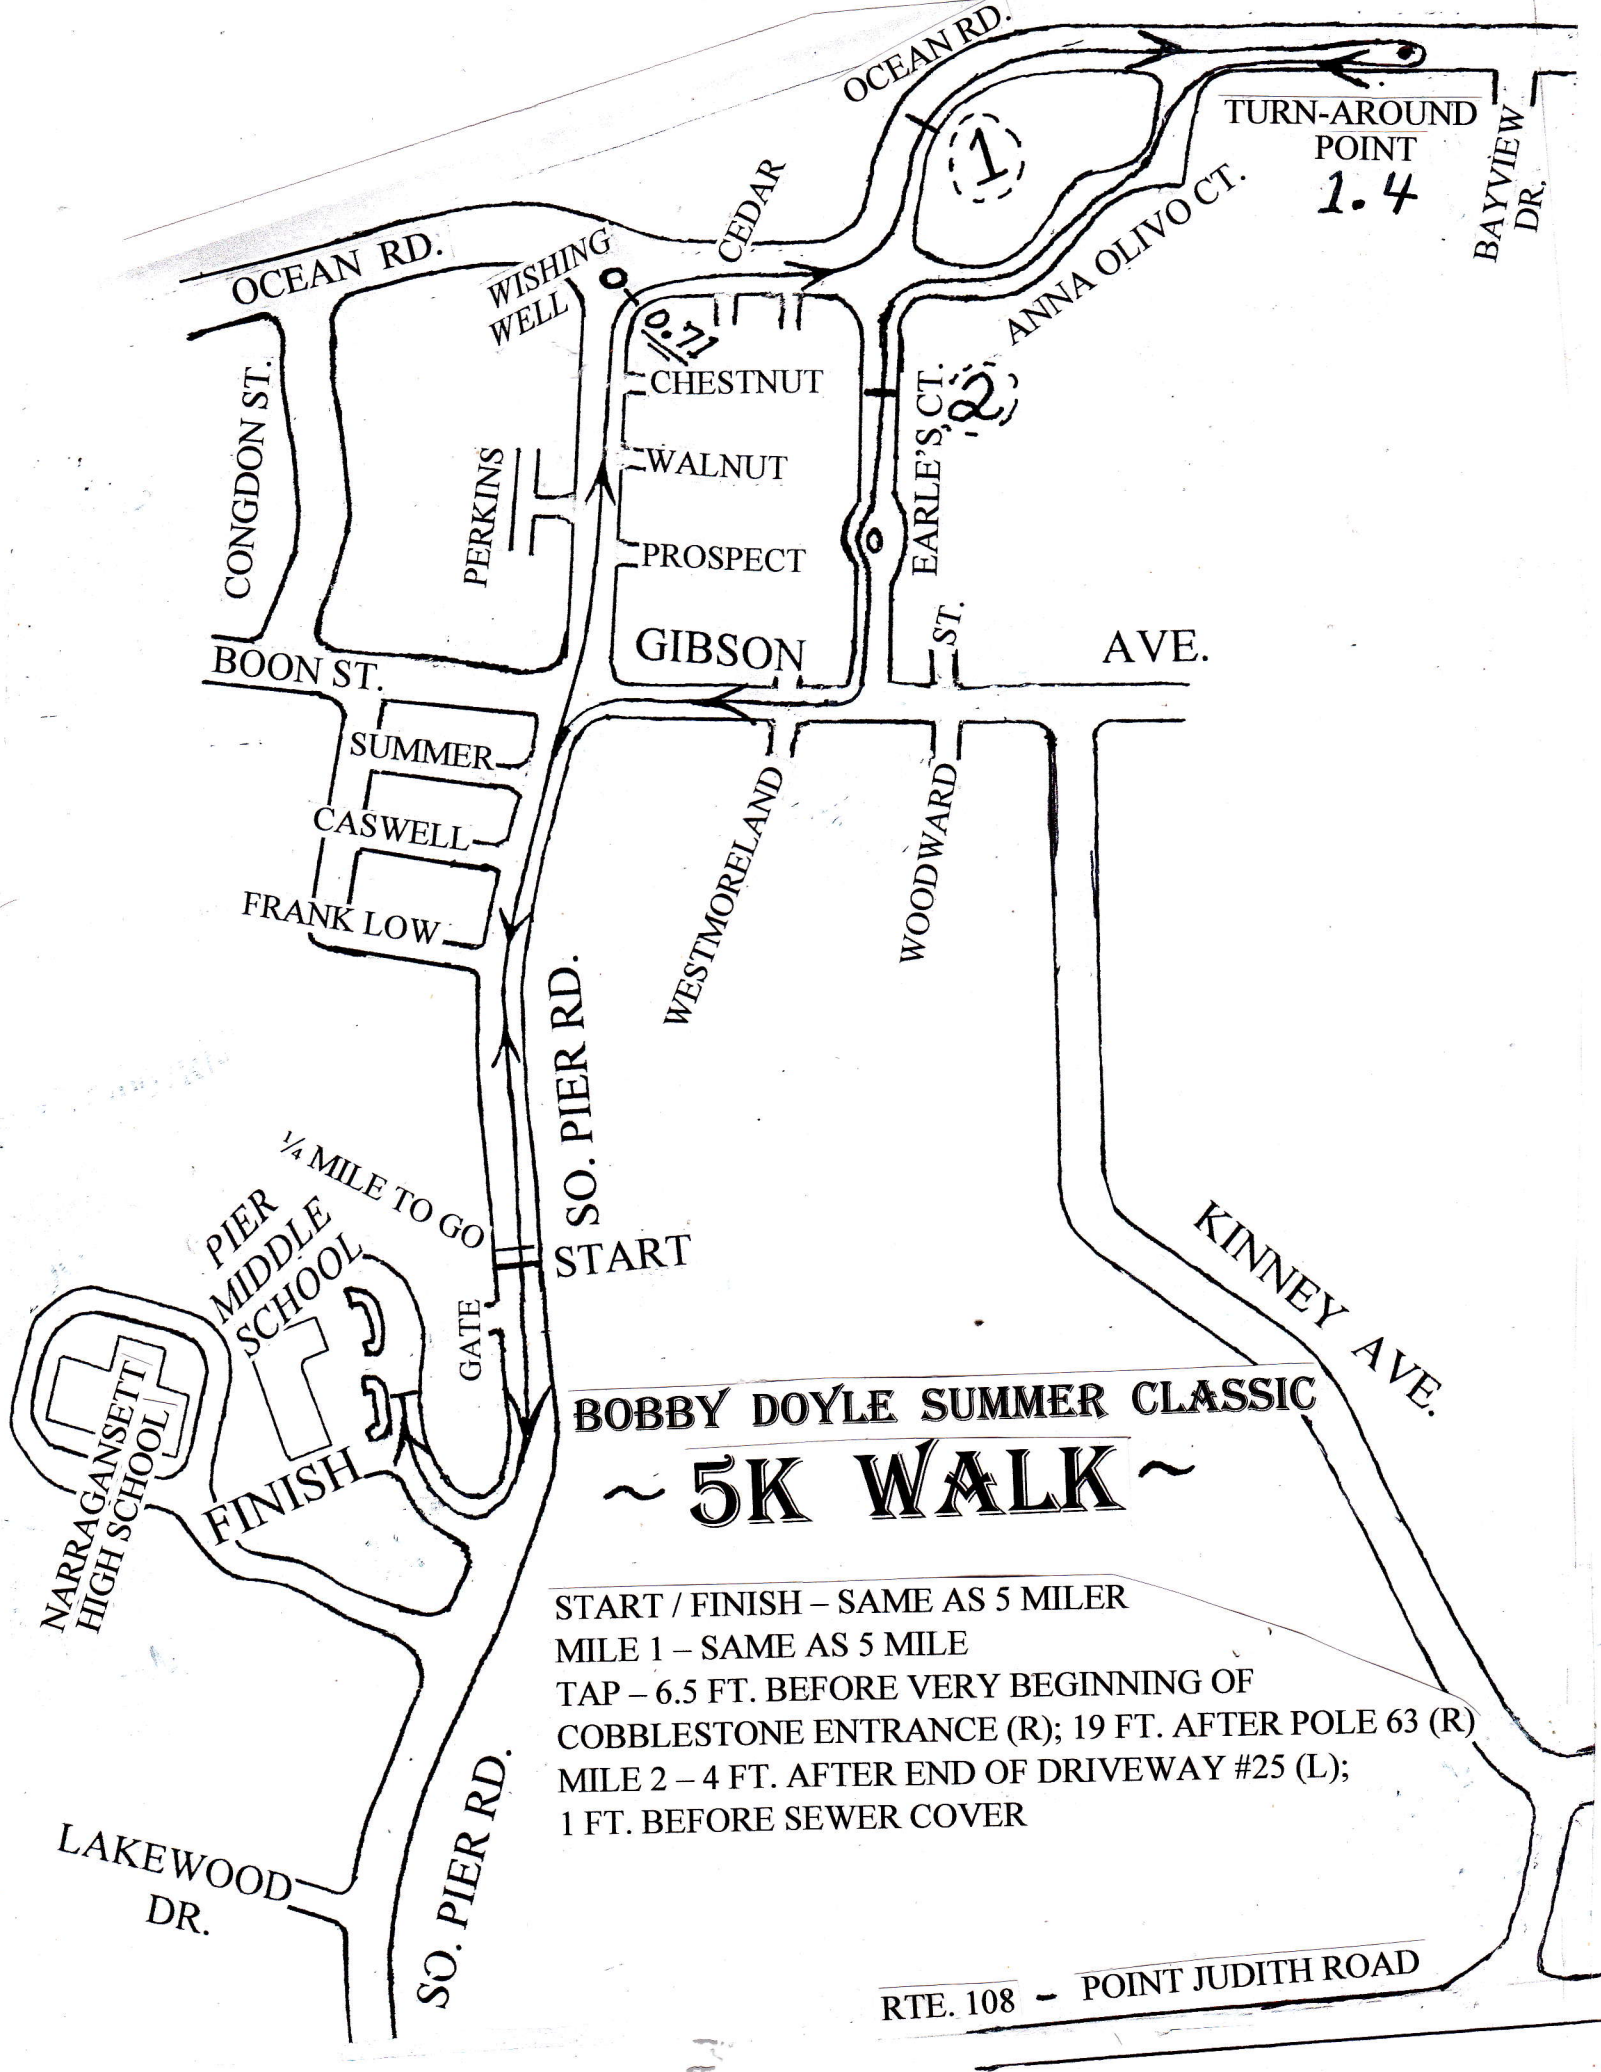 OCEAN RD.
1
TURN-AROUND
POINT
1.4
BAYVIEW
DR.
CEDAR
OCEAN RD.
WISHING
WELL
ANNA OLIVO CT.
0.71
CHESTNUT
2
EARLE'S CT.
CONGDON ST.
WALNUT
PERKINS
PROSPECT
ST.
GIBSON
AVE.
BOON ST.
SUMMER
CASWELL
FRANK LOW
WESTMORELAND
WOODWARD
SO. PIER RD.
¼ MILE TO GO
PIER
MIDDLE
SCHOOL
START
KINNEY AVE.
GATE
NARRAGANSETT
HIGH SCHOOL
FINISH
BOBBY DOYLE SUMMER CLASSIC
~ 5K WALK ~
START / FINISH – SAME AS 5 MILER
MILE 1 – SAME AS 5 MILE
TAP – 6.5 FT. BEFORE VERY BEGINNING OF
COBBLESTONE ENTRANCE (R); 19 FT. AFTER POLE 63 (R)
MILE 2 – 4 FT. AFTER END OF DRIVEWAY #25 (L);
1 FT. BEFORE SEWER COVER
LAKEWOOD
DR.
SO. PIER RD.
RTE. 108 – POINT JUDITH ROAD